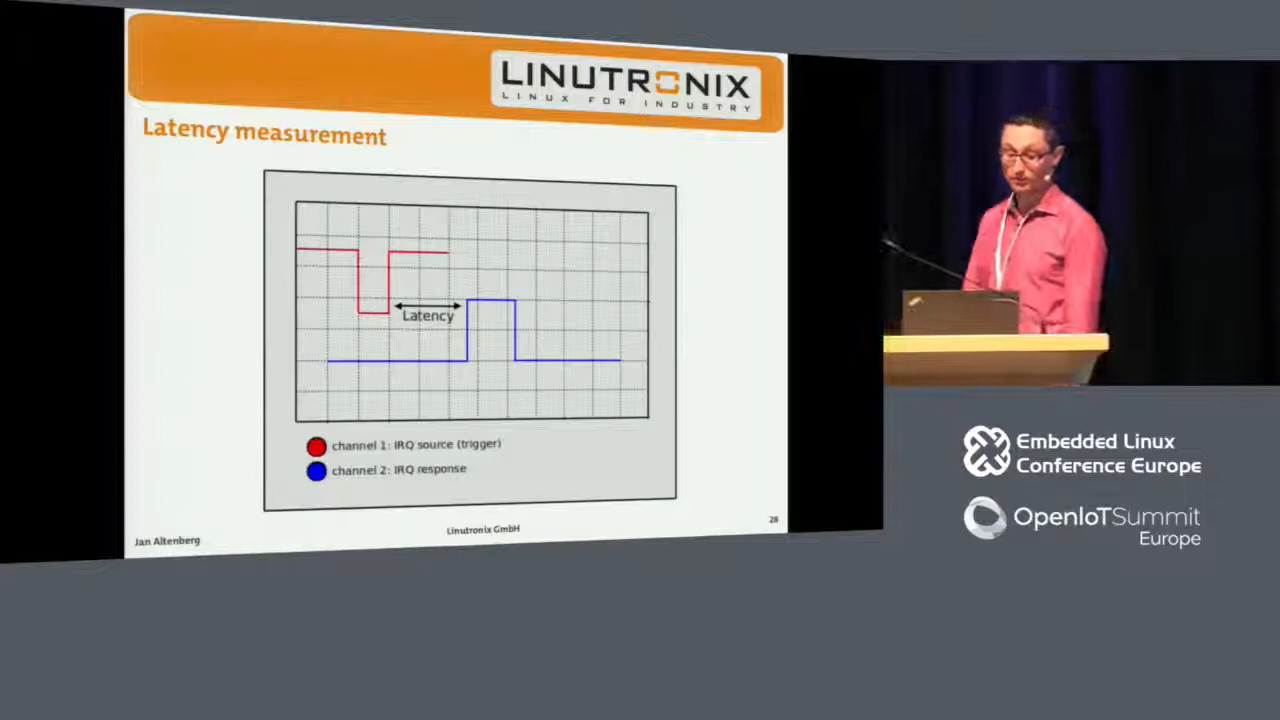 LINUTRONIX
LINUX FOR INDUSTRY
Latency measurement
Latency
channel 1: IRQ source (trigger)
channel 2: IRQ response
Jan Altenberg
Linutronix GmbH
28
Embedded Linux
Conference Europe
OpenIoTSummit
Europe